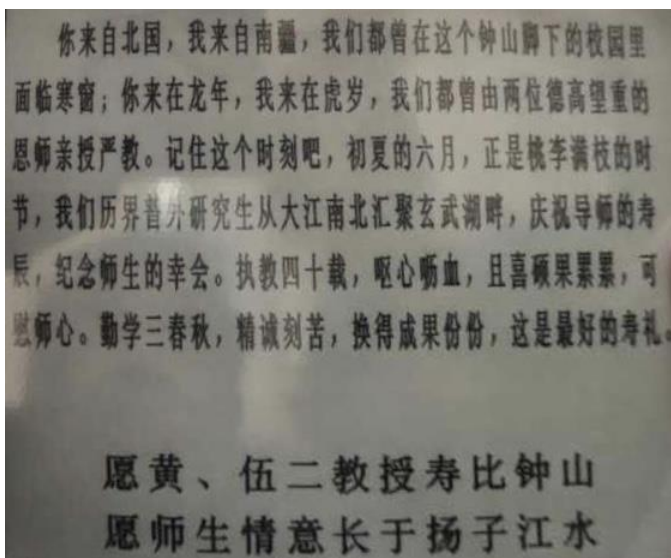 你来自北国，我来自南疆，我们都曾在这个钟山脚下的校园里
面临寒窗；你来在龙年，我来在虎岁，我们都曾由两位德高望重的
恩师亲授严教。记住这个时刻吧，初夏的六月，正是桃李满枝的时
节，我们历界普外研究生从大江南北汇聚玄武湖畔，庆祝导师的寿
辰，纪念师生的幸会。执教四十载，呕心呖血，且喜硕果累累，可
慰师心。勤学三春秋，精诚刻苦，换得成果份份，这是最好的寿礼。
愿黄、伍二教授寿比钟山
愿师生情意长于扬子江水